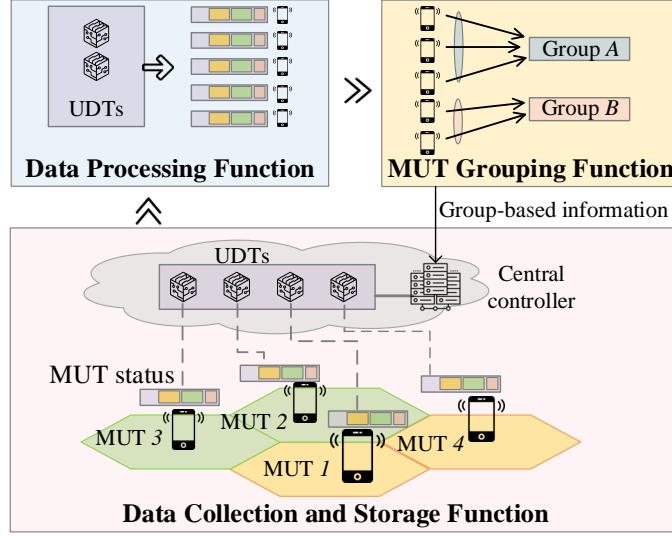 UDTs
Data Processing Function
Group A
Group B
MUT Grouping Function
Group-based information
UDTs
Central
controller
MUT status
MUT 3
MUT 2
MUT 1
MUT 4
Data Collection and Storage Function